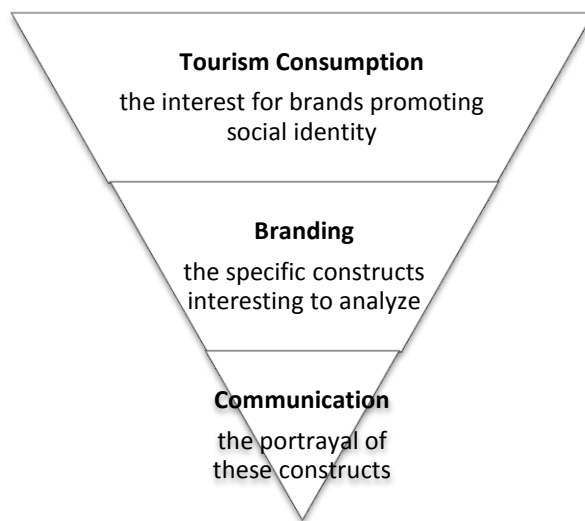 Tourism Consumption
the interest for brands promoting
social identity
Branding
the specific constructs
interesting to analyze
Communication
the portrayal of
these constructs